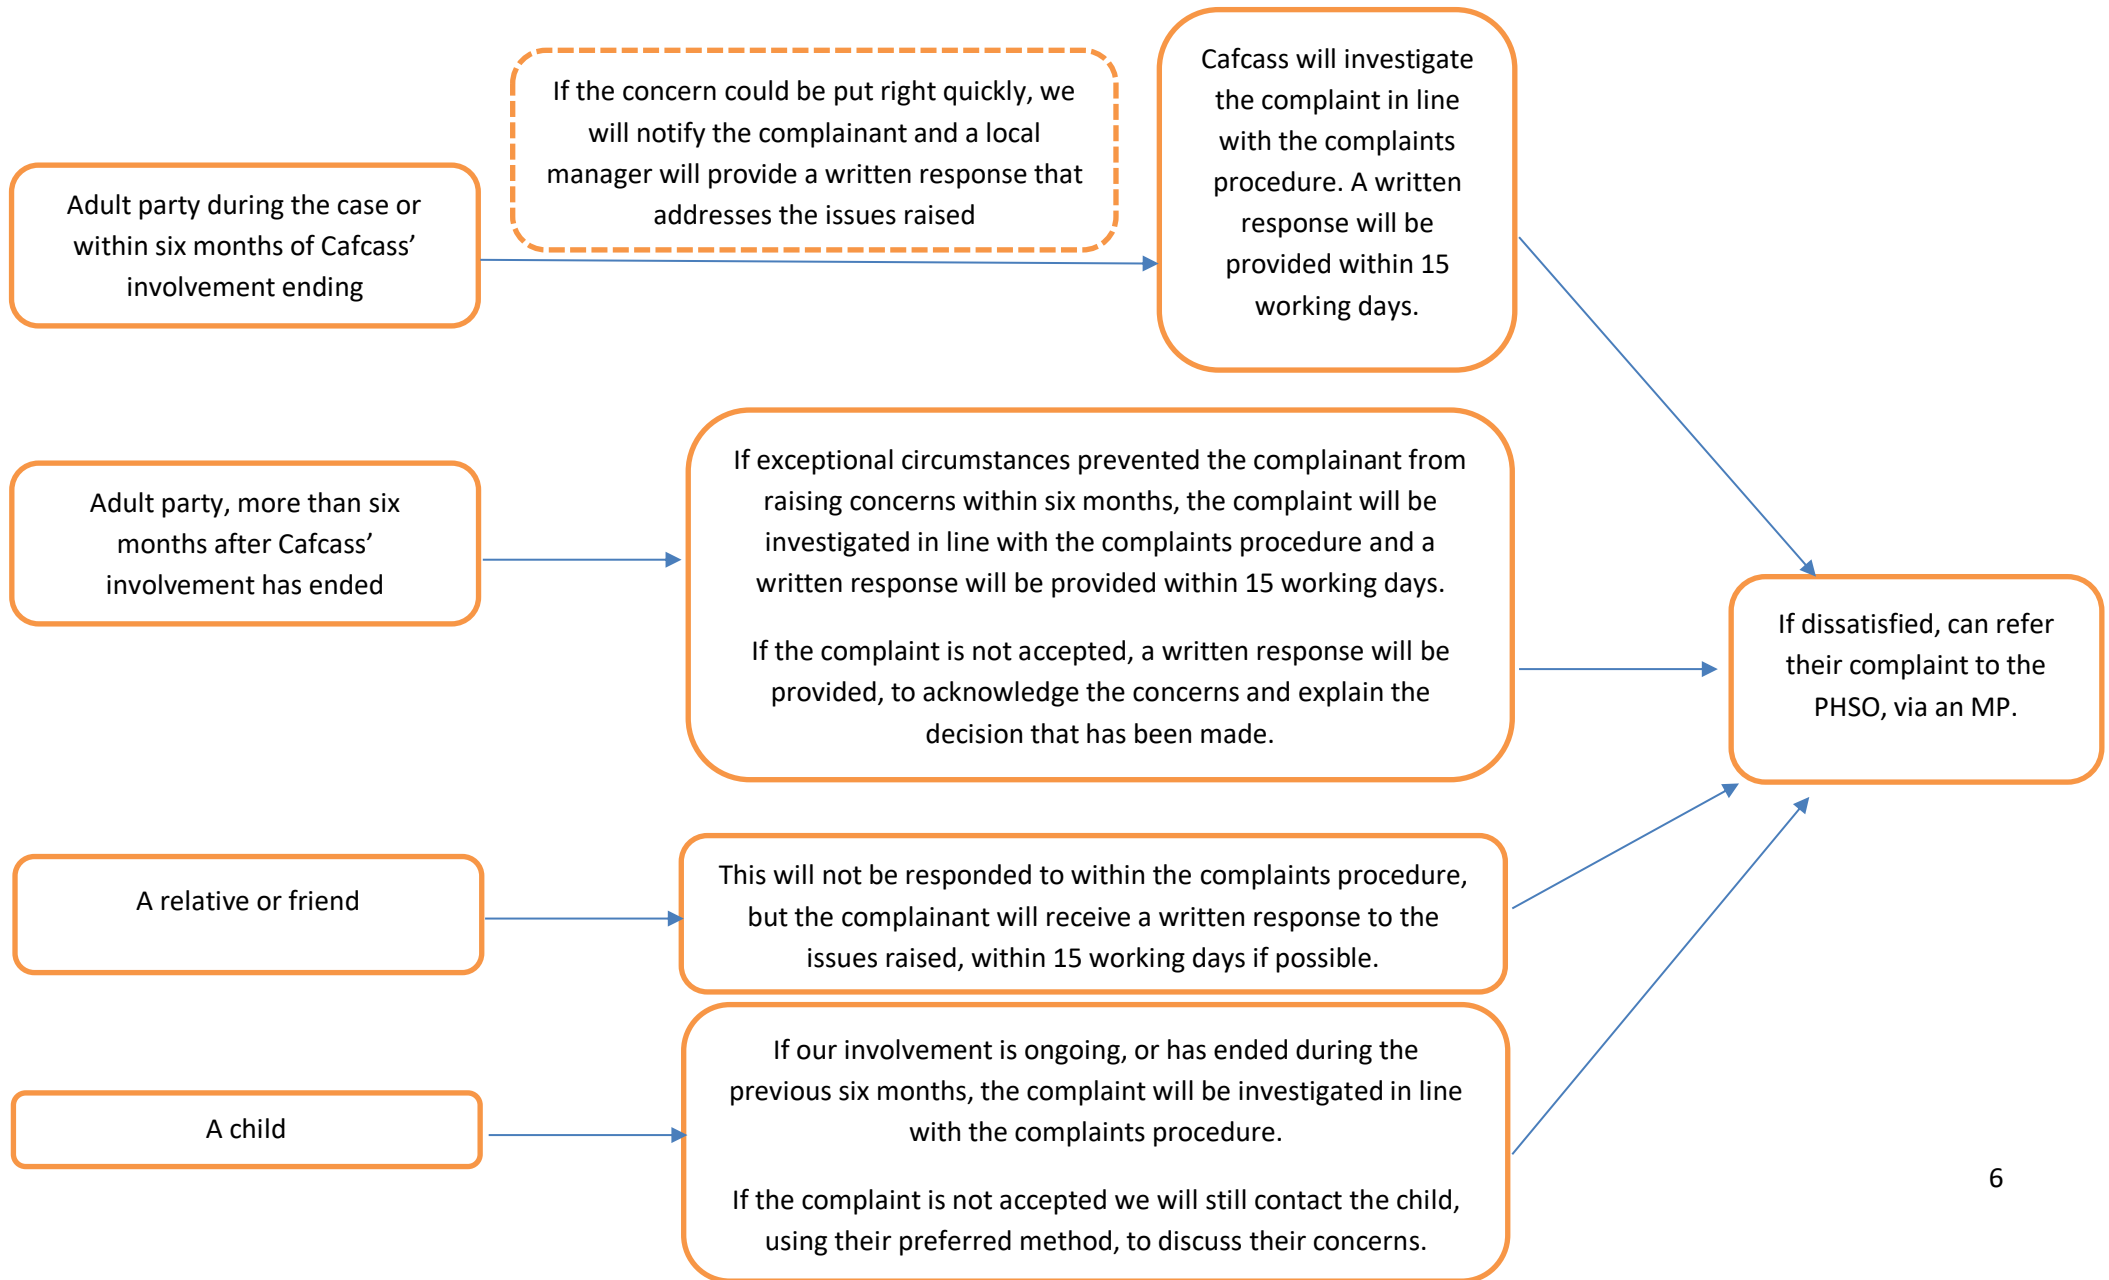 Adult party during the case or
within six months of Cafcass’
involvement ending
If the concern could be put right quickly, we
will notify the complainant and a local
manager will provide a written response that
addresses the issues raised
Cafcass will investigate
the complaint in line
with the complaints
procedure. A written
response will be
provided within 15
working days.
Adult party, more than six
months after Cafcass’
involvement has ended
If exceptional circumstances prevented the complainant from
raising concerns within six months, the complaint will be
investigated in line with the complaints procedure and a
written response will be provided within 15 working days.
If the complaint is not accepted, a written response will be
provided, to acknowledge the concerns and explain the
decision that has been made.
If dissatisfied, can refer
their complaint to the
PHSO, via an MP.
A relative or friend
This will not be responded to within the complaints procedure,
but the complainant will receive a written response to the
issues raised, within 15 working days if possible.
A child
If our involvement is ongoing, or has ended during the
previous six months, the complaint will be investigated in line
with the complaints procedure.
If the complaint is not accepted we will still contact the child,
using their preferred method, to discuss their concerns.
6